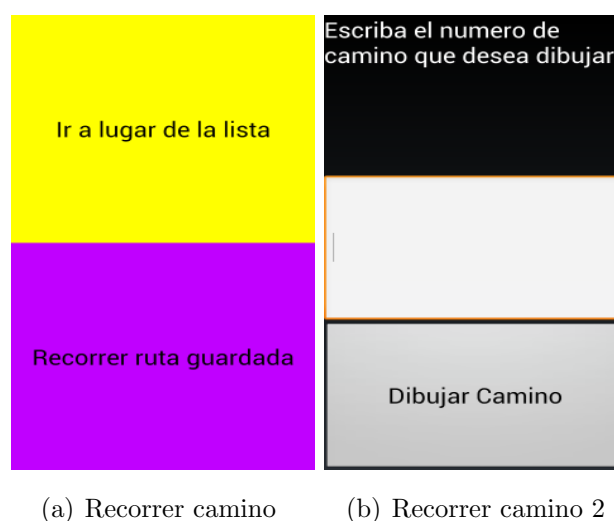 Ir a lugar de la lista
Recorrer ruta guardada
Escriba el numero de
camino que desea dibujar
Dibujar Camino
(a) Recorrer camino
(b) Recorrer camino 2